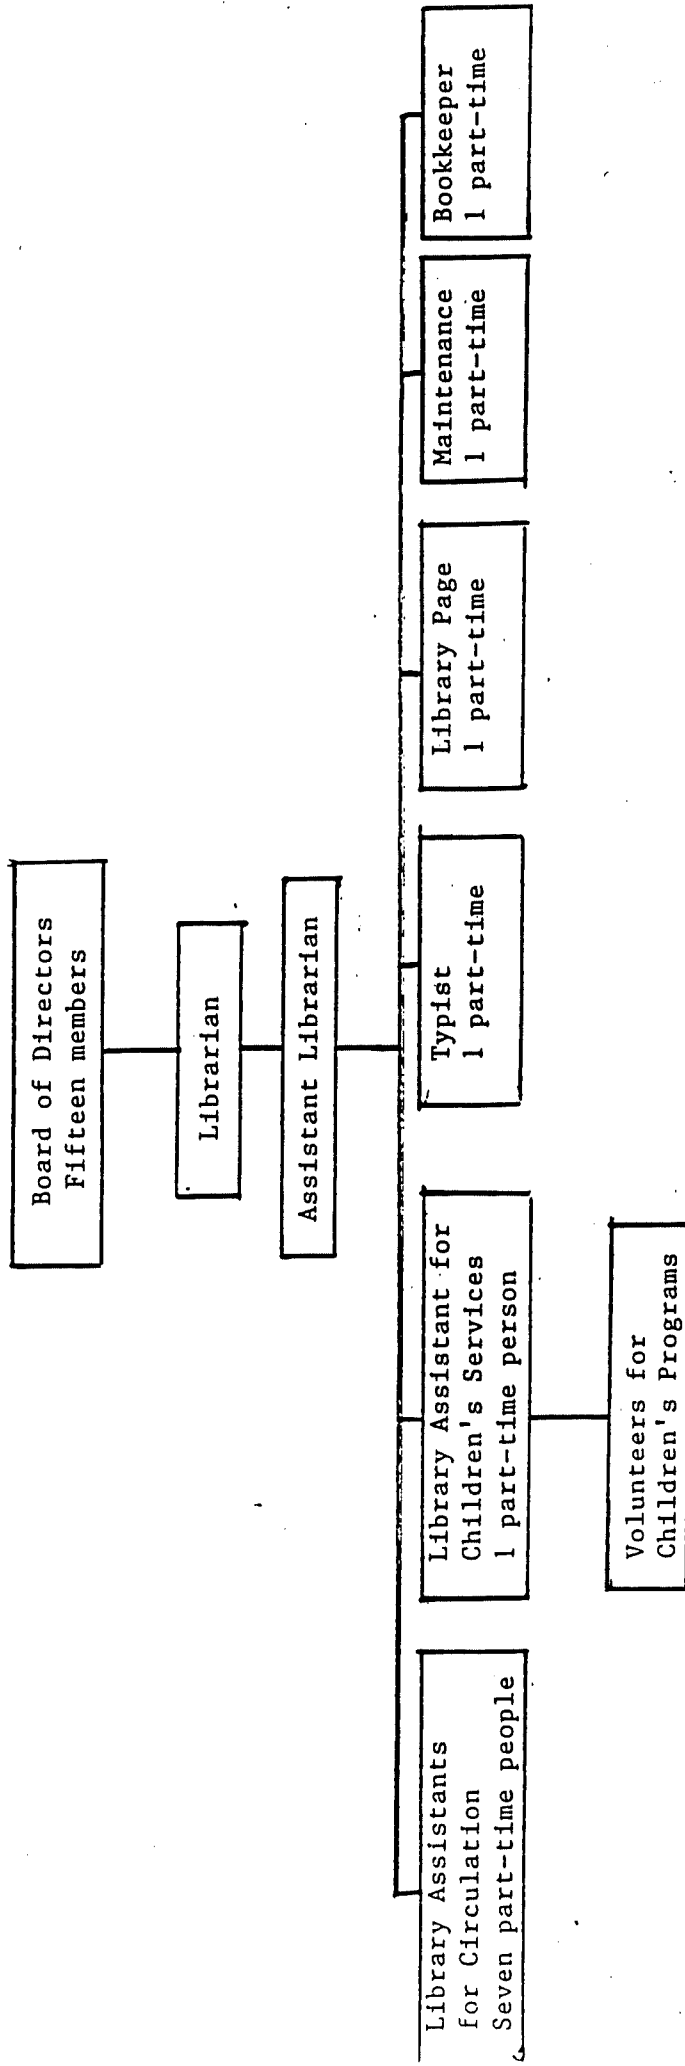 Board of Directors
Fifteen members
Librarian
Assistant Librarian
Library Assistants
for Circulation
Seven part-time people
Library Assistant for
Children's Services
1 part-time person
Typist
1 part-time
Library Page
1 part-time
Maintenance
1 part-time
Bookkeeper
1 part-time
Volunteers for
Children's Programs